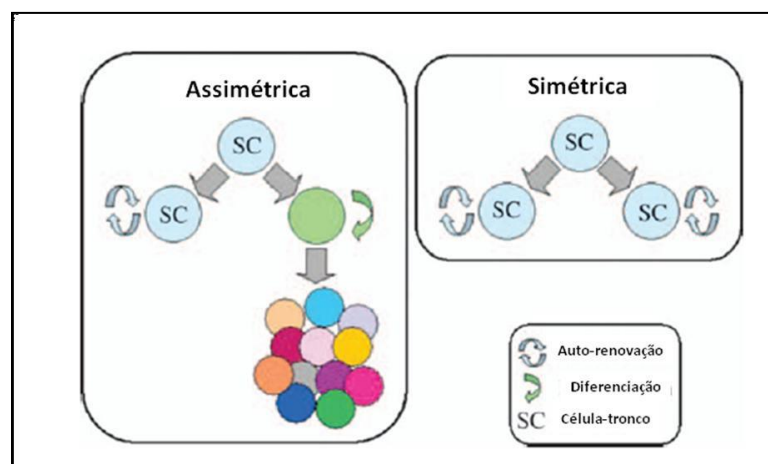 Assimétrica
SC
SC
Simétrica
SC
SC
SC
Auto-renovação
Diferenciação
SC Célula-tronco